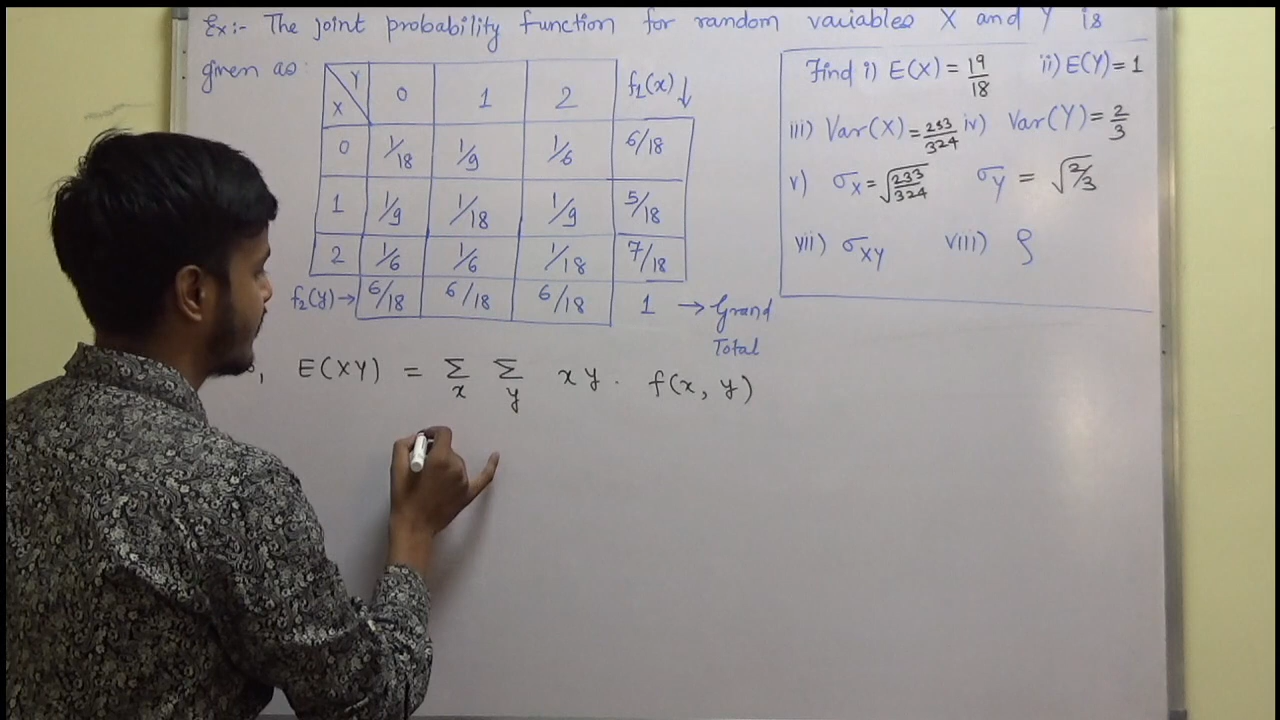 Ex:- The joint probability function for random variables X and Y is
given as:
Y 0 1 2 f₁(x) ↓
X
0 1/18 1/9 1/6 6/18
1 1/9 1/18 1/9 5/18
2 1/6 1/6 1/18 7/18
f₂(y) → 6/18 6/18 6/18 1 → Grand
Total
Find i) E(X) = 19/18 ii) E(Y) = 1
iii) Var(X) = 233/324 iv) Var(Y) = 2/3
v) σX = √233/324 σY = √2/3
vii) σXY viii) ρ
, E(XY) = Σx Σy xy. f(x, y)